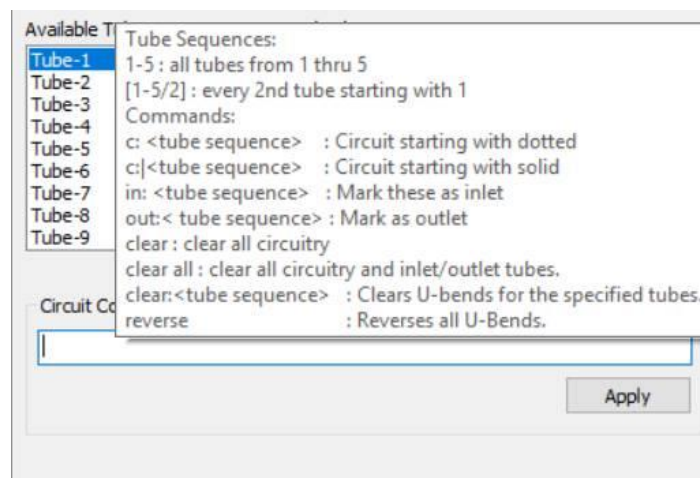 Available T
Tube-1
Tube-2
Tube-3
Tube-4
Tube-5
Tube-6
Tube-7
Tube-8
Tube-9
Tube Sequences:
1-5 : all tubes from 1 thru 5
[1-5/2] : every 2nd tube starting with 1
Commands:
c: <tube sequence> : Circuit starting with dotted
c:|<tube sequence> : Circuit starting with solid
in: <tube sequence> : Mark these as inlet
out:< tube sequence> : Mark as outlet
clear : clear all circuitry
clear all : clear all circuitry and inlet/outlet tubes.
clear:<tube sequence> : Clears U-bends for the specified tubes.
reverse : Reverses all U-Bends.
Circuit Co
Apply